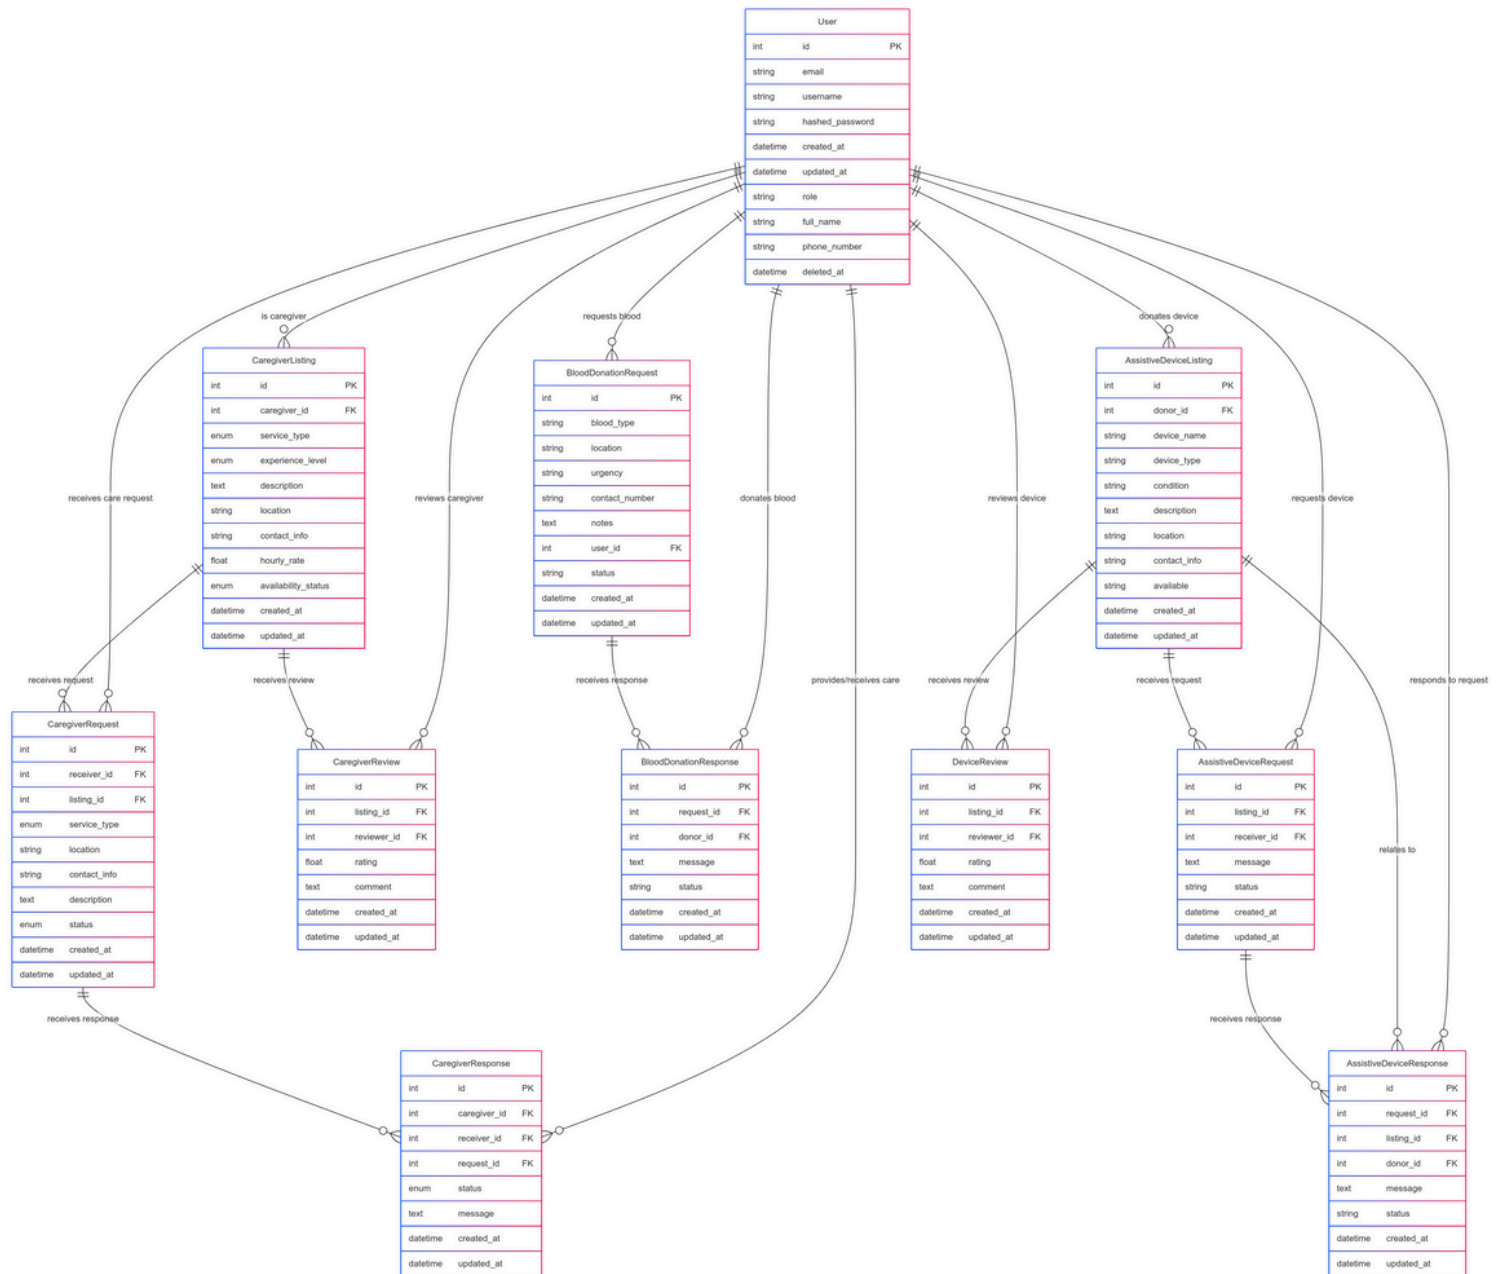 User
int id PK
string email
string username
string hashed_password
datetime created_at
datetime updated_at
string role
string full_name
string phone_number
datetime deleted_at
is caregiver
requests blood
donates device
CaregiverListing
int id PK
int caregiver_id FK
enum service_type
enum experience_level
text description
string location
string contact_info
float hourly_rate
enum availability_status
datetime created_at
datetime updated_at
BloodDonationRequest
int id PK
string blood_type
string location
string urgency
string contact_number
text notes
int user_id FK
string status
datetime created_at
datetime updated_at
AssistiveDeviceListing
int id PK
int donor_id FK
string device_name
string device_type
string condition
text description
string location
string contact_info
string available
datetime created_at
datetime updated_at
receives care request
reviews caregiver
donates blood
reviews device
requests device
receives request
receives review
receives response
provides/receives care
receives review
receives request
responds to request
CaregiverRequest
int id PK
int receiver_id FK
int listing_id FK
enum service_type
string location
string contact_info
text description
enum status
datetime created_at
datetime updated_at
CaregiverReview
int id PK
int listing_id FK
int reviewer_id FK
float rating
text comment
datetime created_at
datetime updated_at
BloodDonationResponse
int id PK
int request_id FK
int donor_id FK
text message
string status
datetime created_at
datetime updated_at
DeviceReview
int id PK
int listing_id FK
int reviewer_id FK
float rating
text comment
datetime created_at
datetime updated_at
AssistiveDeviceRequest
int id PK
int listing_id FK
int receiver_id FK
text message
string status
datetime created_at
datetime updated_at
relates to
receives response
receives response
CaregiverResponse
int id PK
int caregiver_id FK
int receiver_id FK
int request_id FK
enum status
text message
datetime created_at
datetime updated_at
AssistiveDeviceResponse
int id PK
int request_id FK
int listing_id FK
int donor_id FK
text message
string status
datetime created_at
datetime updated_at